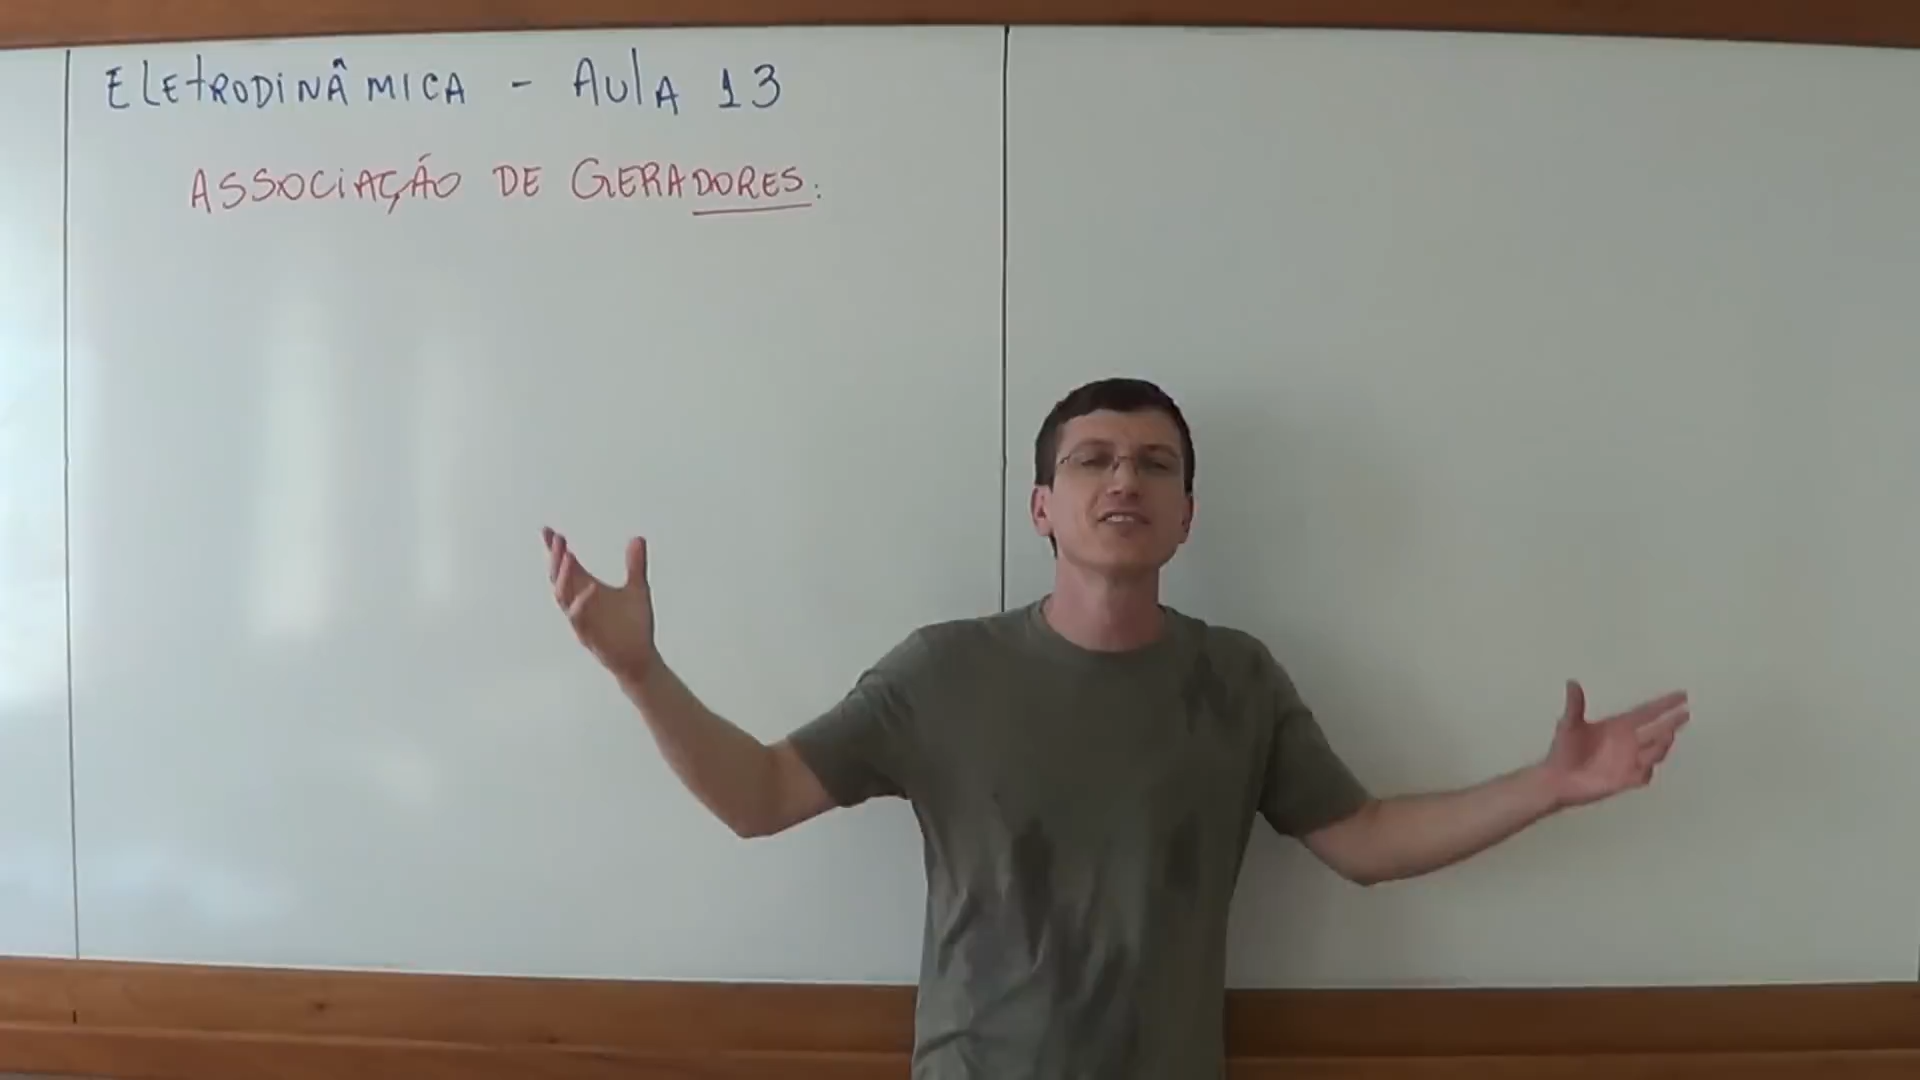 ELETRODINÂMICA - AULA 13
ASSOCIAÇÃO DE GERADORES: